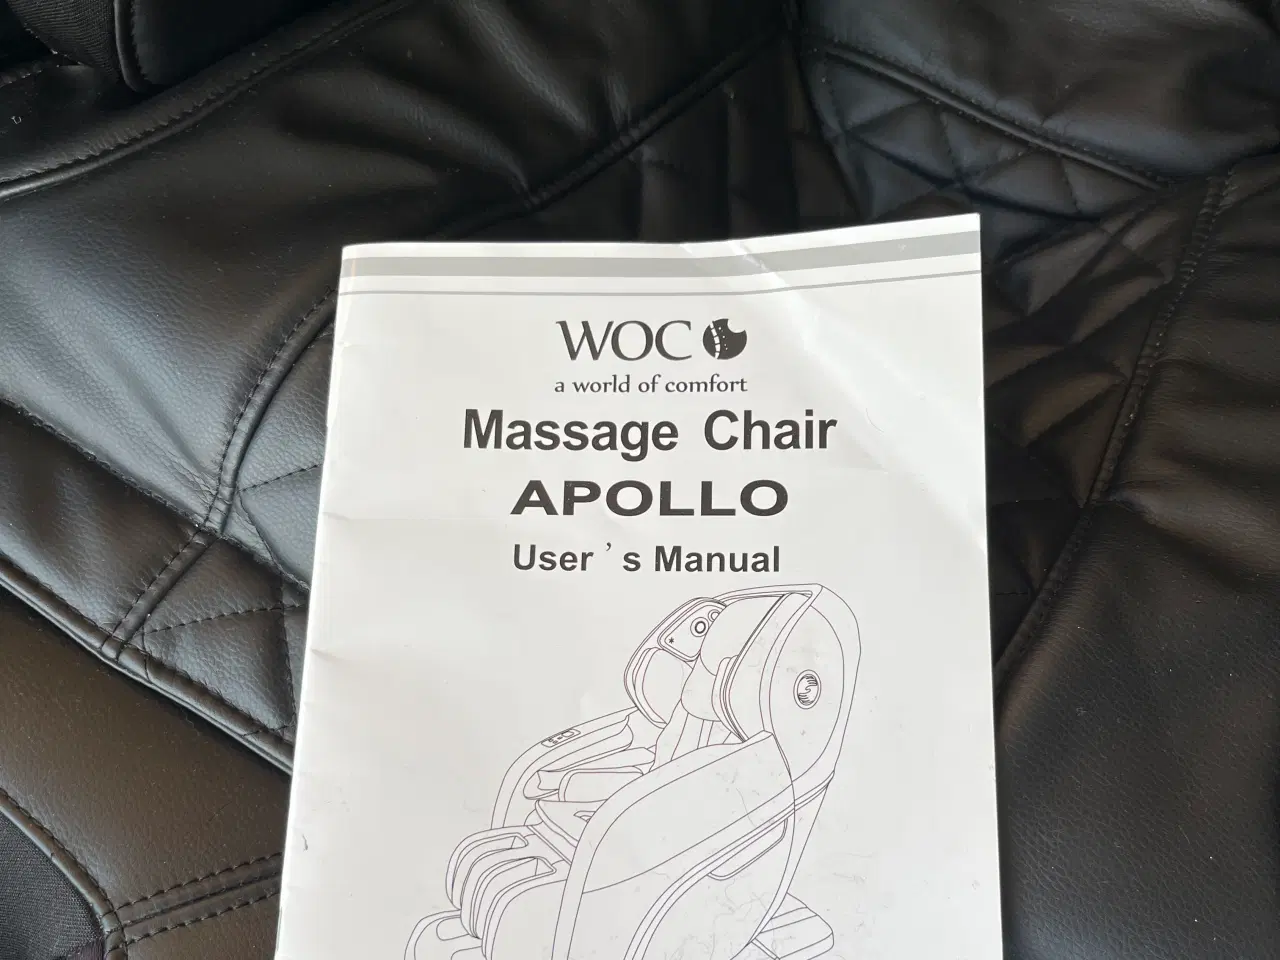 WOC
a world of comfort
Massage Chair
APOLLO
User ' s Manual